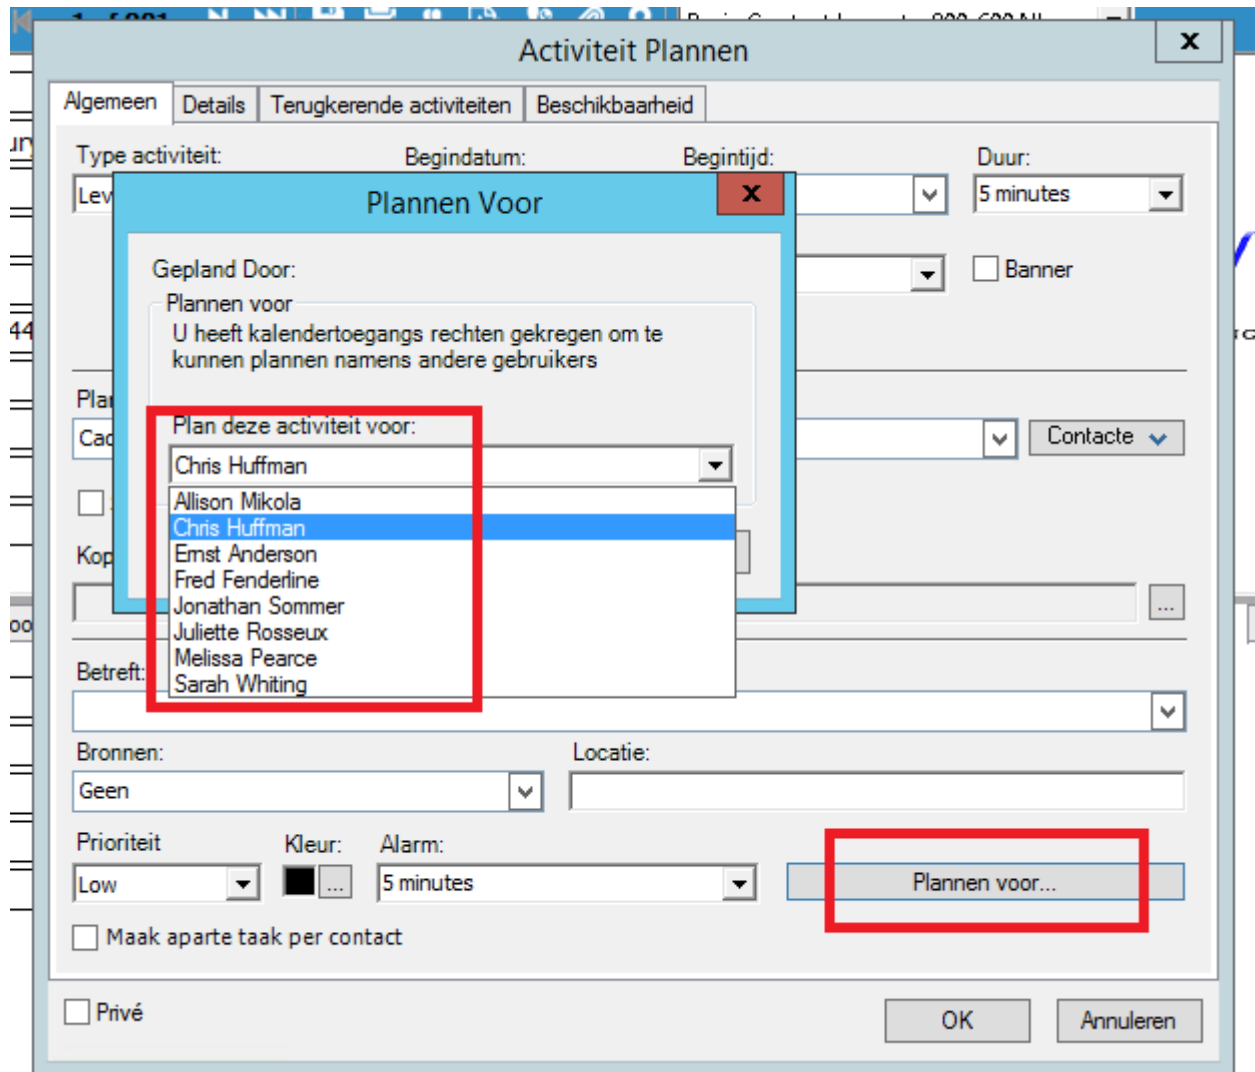 Activiteit Plannen
x
Algemeen Details Terugkerende activiteiten Beschikbaarheid
Type activiteit: Begindatum: Begintijd: Duur:
Lev 5 minutes
Plannen Voor
x
Banner
Gepland Door:
Plannen voor
U heeft kalendertoegangs rechten gekregen om te
kunnen plannen namens andere gebruikers
44
Plan deze activiteit voor:
Chris Huffman
Contacte
Allison Mikola
Chris Huffman
Ernst Anderson
Fred Fenderline
Jonathan Sommer
Juliette Rosseux
Melissa Pearce
Sarah Whiting
Kop
...
Betreft:
Bronnen: Locatie:
Geen
Prioriteit Kleur: Alarm:
Low ... 5 minutes Plannen voor...
Maak aparte taak per contact
Privé OK Annuleren